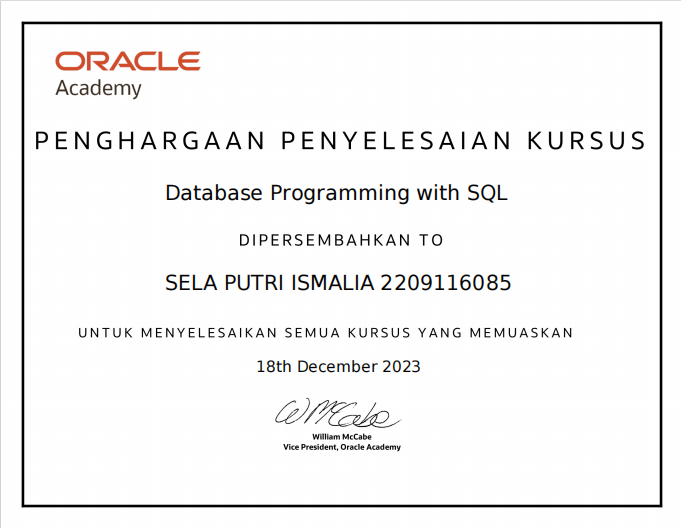 ORACLE
Academy
PENGHARGAAN PENYELESAIAN KURSUS
Database Programming with SQL
DIPERSEMBAHKAN TO
SELA PUTRI ISMALIA 2209116085
UNTUK MENYELESAIKAN SEMUA KURSUS YANG MEMUASKAN
18th December 2023
W McCabe
William McCabe
Vice President, Oracle Academy